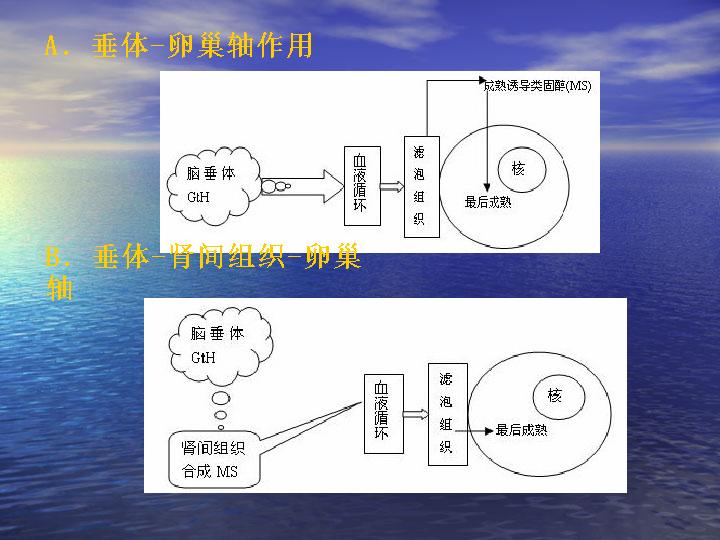 A. 垂体-卵巢轴作用
成熟诱导类固醇(MS)
脑垂体
GtH
血液循环
滤泡组织
核
最后成熟
B. 垂体-肾间组织-卵巢
轴
脑垂体
GtH
血液循环
滤泡组织
核
最后成熟
肾间组织
合成 MS